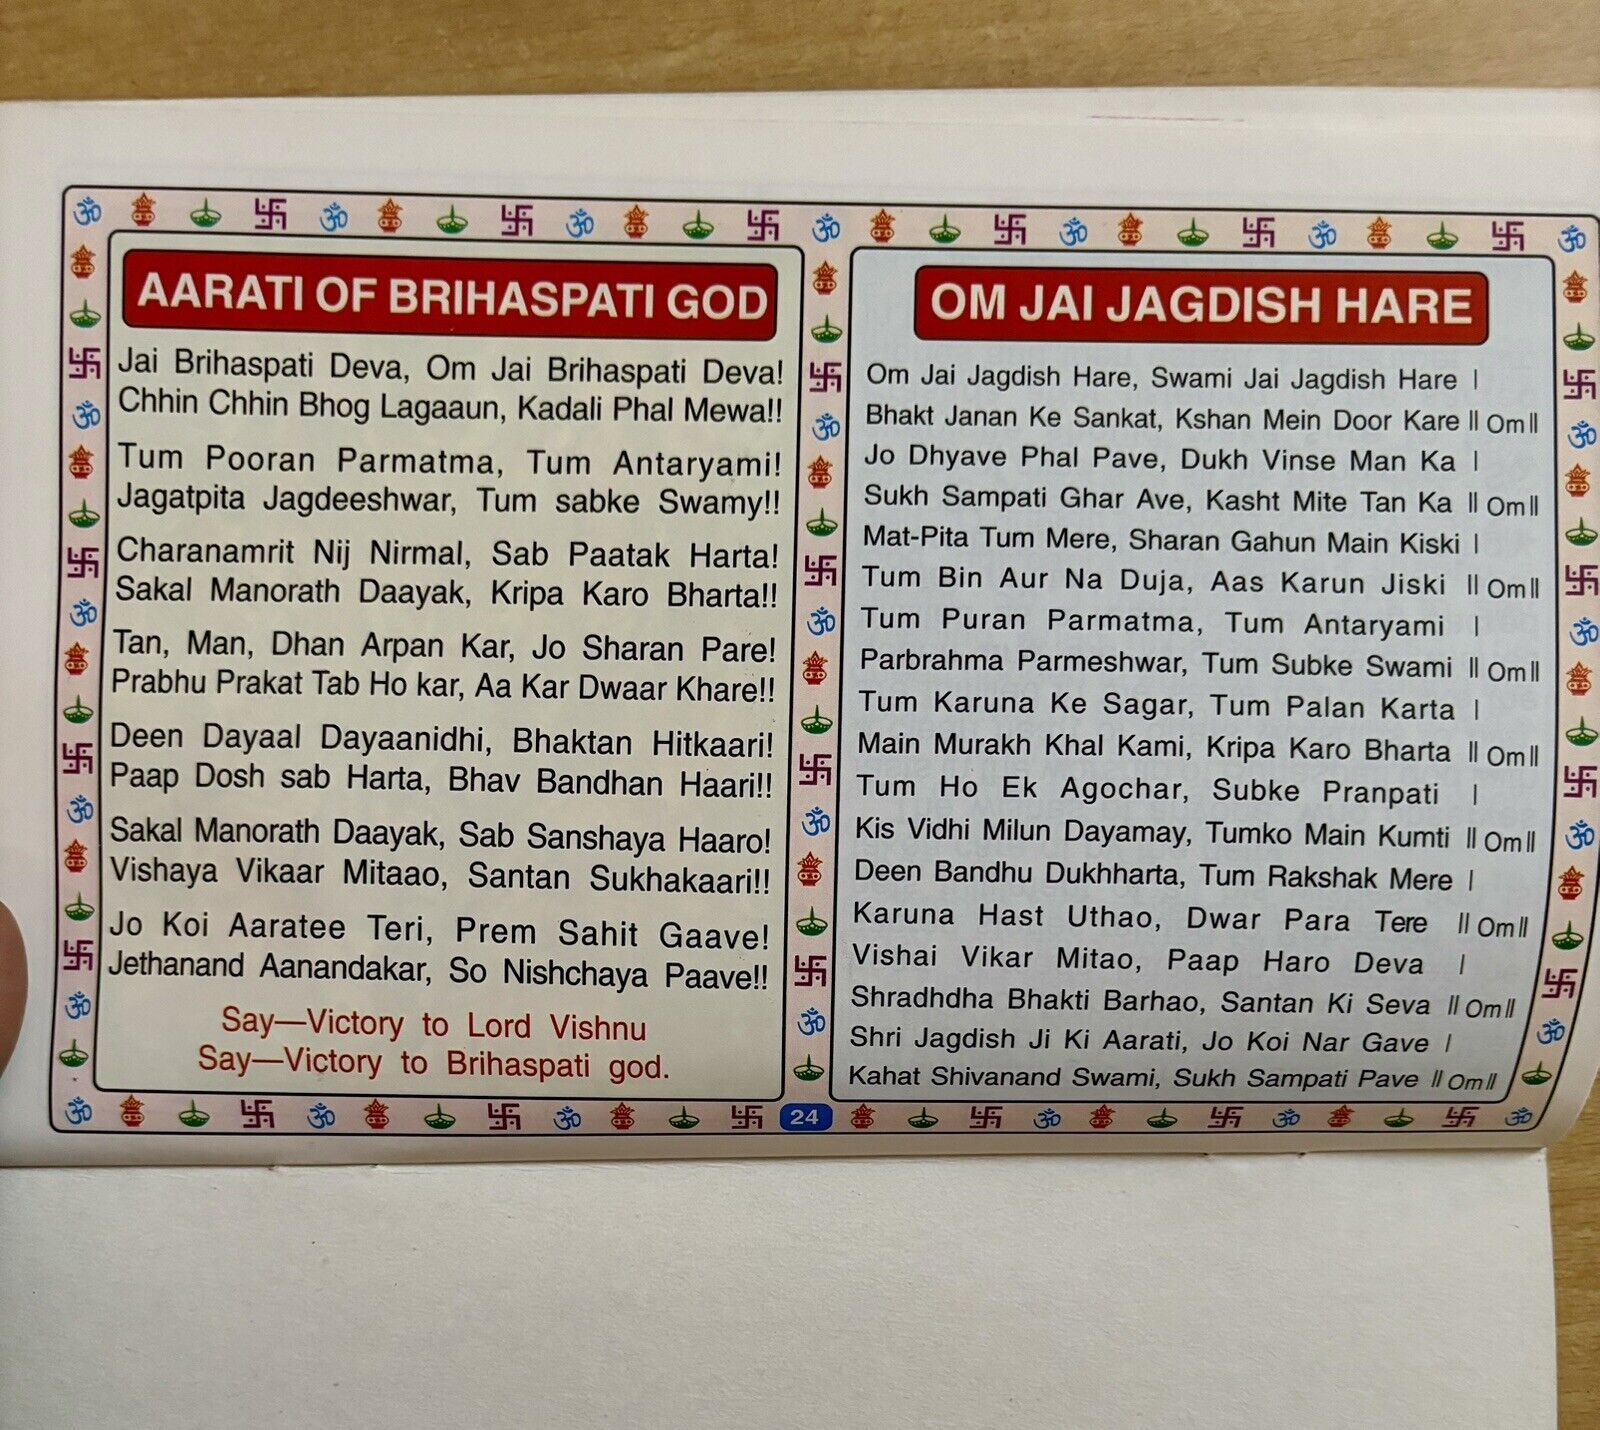 AARATI OF BRIHASPATI GOD
Jai Brihaspati Deva, Om Jai Brihaspati Deva!
Chhin Chhin Bhog Lagaaun, Kadali Phal Mewa!!
Tum Pooran Parmatma, Tum Antaryami!
Jagatpita Jagdeeshwar, Tum sabke Swamy!!
Charanamrit Nij Nirmal, Sab Paatak Harta!
Sakal Manorath Daayak, Kripa Karo Bharta!!
Tan, Man, Dhan Arpan Kar, Jo Sharan Pare!
Prabhu Prakat Tab Ho kar, Aa Kar Dwaar Khare!!
Deen Dayaal Dayaanidhi, Bhaktan Hitkaari!
Paap Dosh sab Harta, Bhav Bandhan Haari!!
Sakal Manorath Daayak, Sab Sanshaya Haaro!
Vishaya Vikaar Mitaao, Santan Sukhakaari!!
Jo Koi Aaratee Teri, Prem Sahit Gaave!
Jethanand Aanandakar, So Nishchaya Paave!!
Say—Victory to Lord Vishnu
Say—Victory to Brihaspati god.
OM JAI JAGDISH HARE
Om Jai Jagdish Hare, Swami Jai Jagdish Hare |
Bhakt Janan Ke Sankat, Kshan Mein Door Kare || Om ||
Jo Dhyave Phal Pave, Dukh Vinse Man Ka |
Sukh Sampati Ghar Ave, Kasht Mite Tan Ka || Om ||
Mat-Pita Tum Mere, Sharan Gahun Main Kiski |
Tum Bin Aur Na Duja, Aas Karun Jiski || Om ||
Tum Puran Parmatma, Tum Antaryami |
Parbrahma Parmeshwar, Tum Subke Swami || Om ||
Tum Karuna Ke Sagar, Tum Palan Karta |
Main Murakh Khal Kami, Kripa Karo Bharta || Om ||
Tum Ho Ek Agochar, Subke Pranpati |
Kis Vidhi Milun Dayamay, Tumko Main Kumti || Om ||
Deen Bandhu Dukhharta, Tum Rakshak Mere |
Karuna Hast Uthao, Dwar Para Tere || Om ||
Vishai Vikar Mitao, Paap Haro Deva |
Shradhdha Bhakti Barhao, Santan Ki Seva || Om ||
Shri Jagdish Ji Ki Aarati, Jo Koi Nar Gave |
Kahat Shivanand Swami, Sukh Sampati Pave || Om ||
24